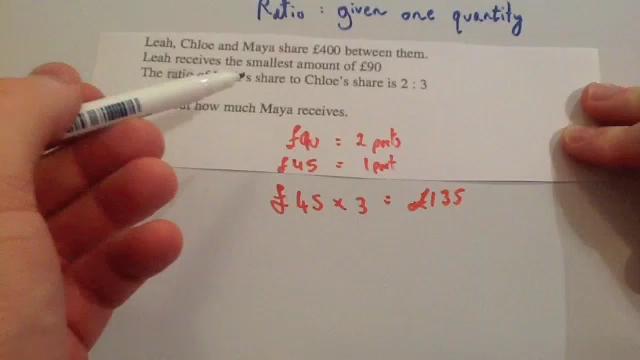 Ratio : given one quantity
Leah, Chloe and Maya share £400 between them.
Leah receives the smallest amount of £90
The ratio of 's share to Chloe's share is 2 : 3
how much Maya receives.
£90 = 2 parts
£45 = 1 part
£45 × 3 = £135